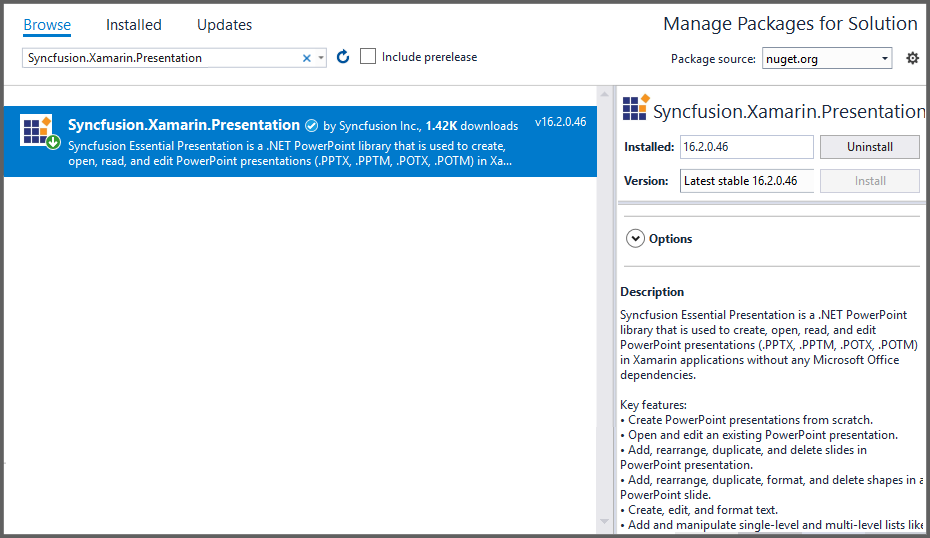 Browse Installed Updates Manage Packages for Solution
Syncfusion.Xamarin.Presentation Include prerelease Package source: nuget.org
Syncfusion.Xamarin.Presentation by Syncfusion Inc., 1.42K downloads v16.2.0.46
Syncfusion Essential Presentation is a .NET PowerPoint library that is used to create,
open, read, and edit PowerPoint presentations (.PPTX, .PPTM, .POTX, .POTM) in Xa...
Syncfusion.Xamarin.Presentation
Installed: 16.2.0.46 Uninstall
Version: Latest stable 16.2.0.46 Install
Options
Description
Syncfusion Essential Presentation is a .NET PowerPoint
library that is used to create, open, read, and edit
PowerPoint presentations (.PPTX, .PPTM, .POTX, .POTM)
in Xamarin applications without any Microsoft Office
dependencies.
Key features:
• Create PowerPoint presentations from scratch.
• Open and edit an existing PowerPoint presentation.
• Add, rearrange, duplicate, and delete slides in
PowerPoint presentation.
• Add, rearrange, duplicate, format, and delete shapes in a
PowerPoint slide.
• Create, edit, and format text.
• Add and manipulate single-level and multi-level lists like